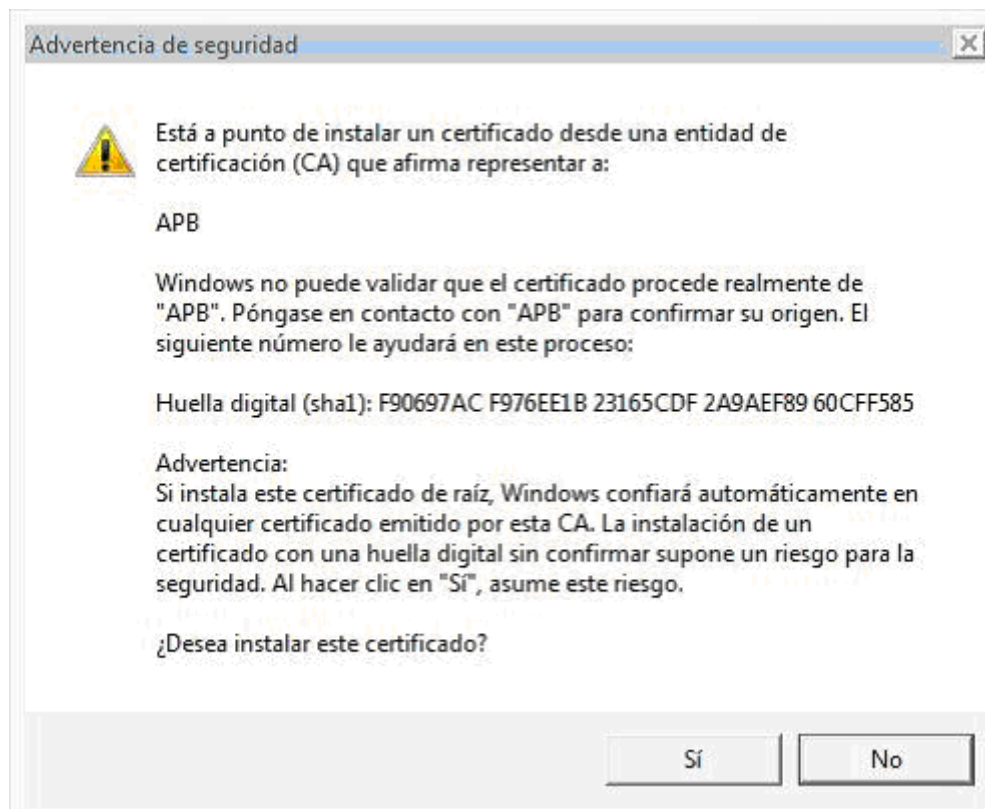 Advertencia de seguridad
Está a punto de instalar un certificado desde una entidad de
certificación (CA) que afirma representar a:
APB
Windows no puede validar que el certificado procede realmente de
"APB". Póngase en contacto con "APB" para confirmar su origen. El
siguiente número le ayudará en este proceso:
Huella digital (sha1): F90697AC F976EE1B 23165CDF 2A9AEF89 60CFF585
Advertencia:
Si instala este certificado de raíz, Windows confiará automáticamente en
cualquier certificado emitido por esta CA. La instalación de un
certificado con una huella digital sin confirmar supone un riesgo para la
seguridad. Al hacer clic en "Sí", asume este riesgo.
¿Desea instalar este certificado?
Sí
No